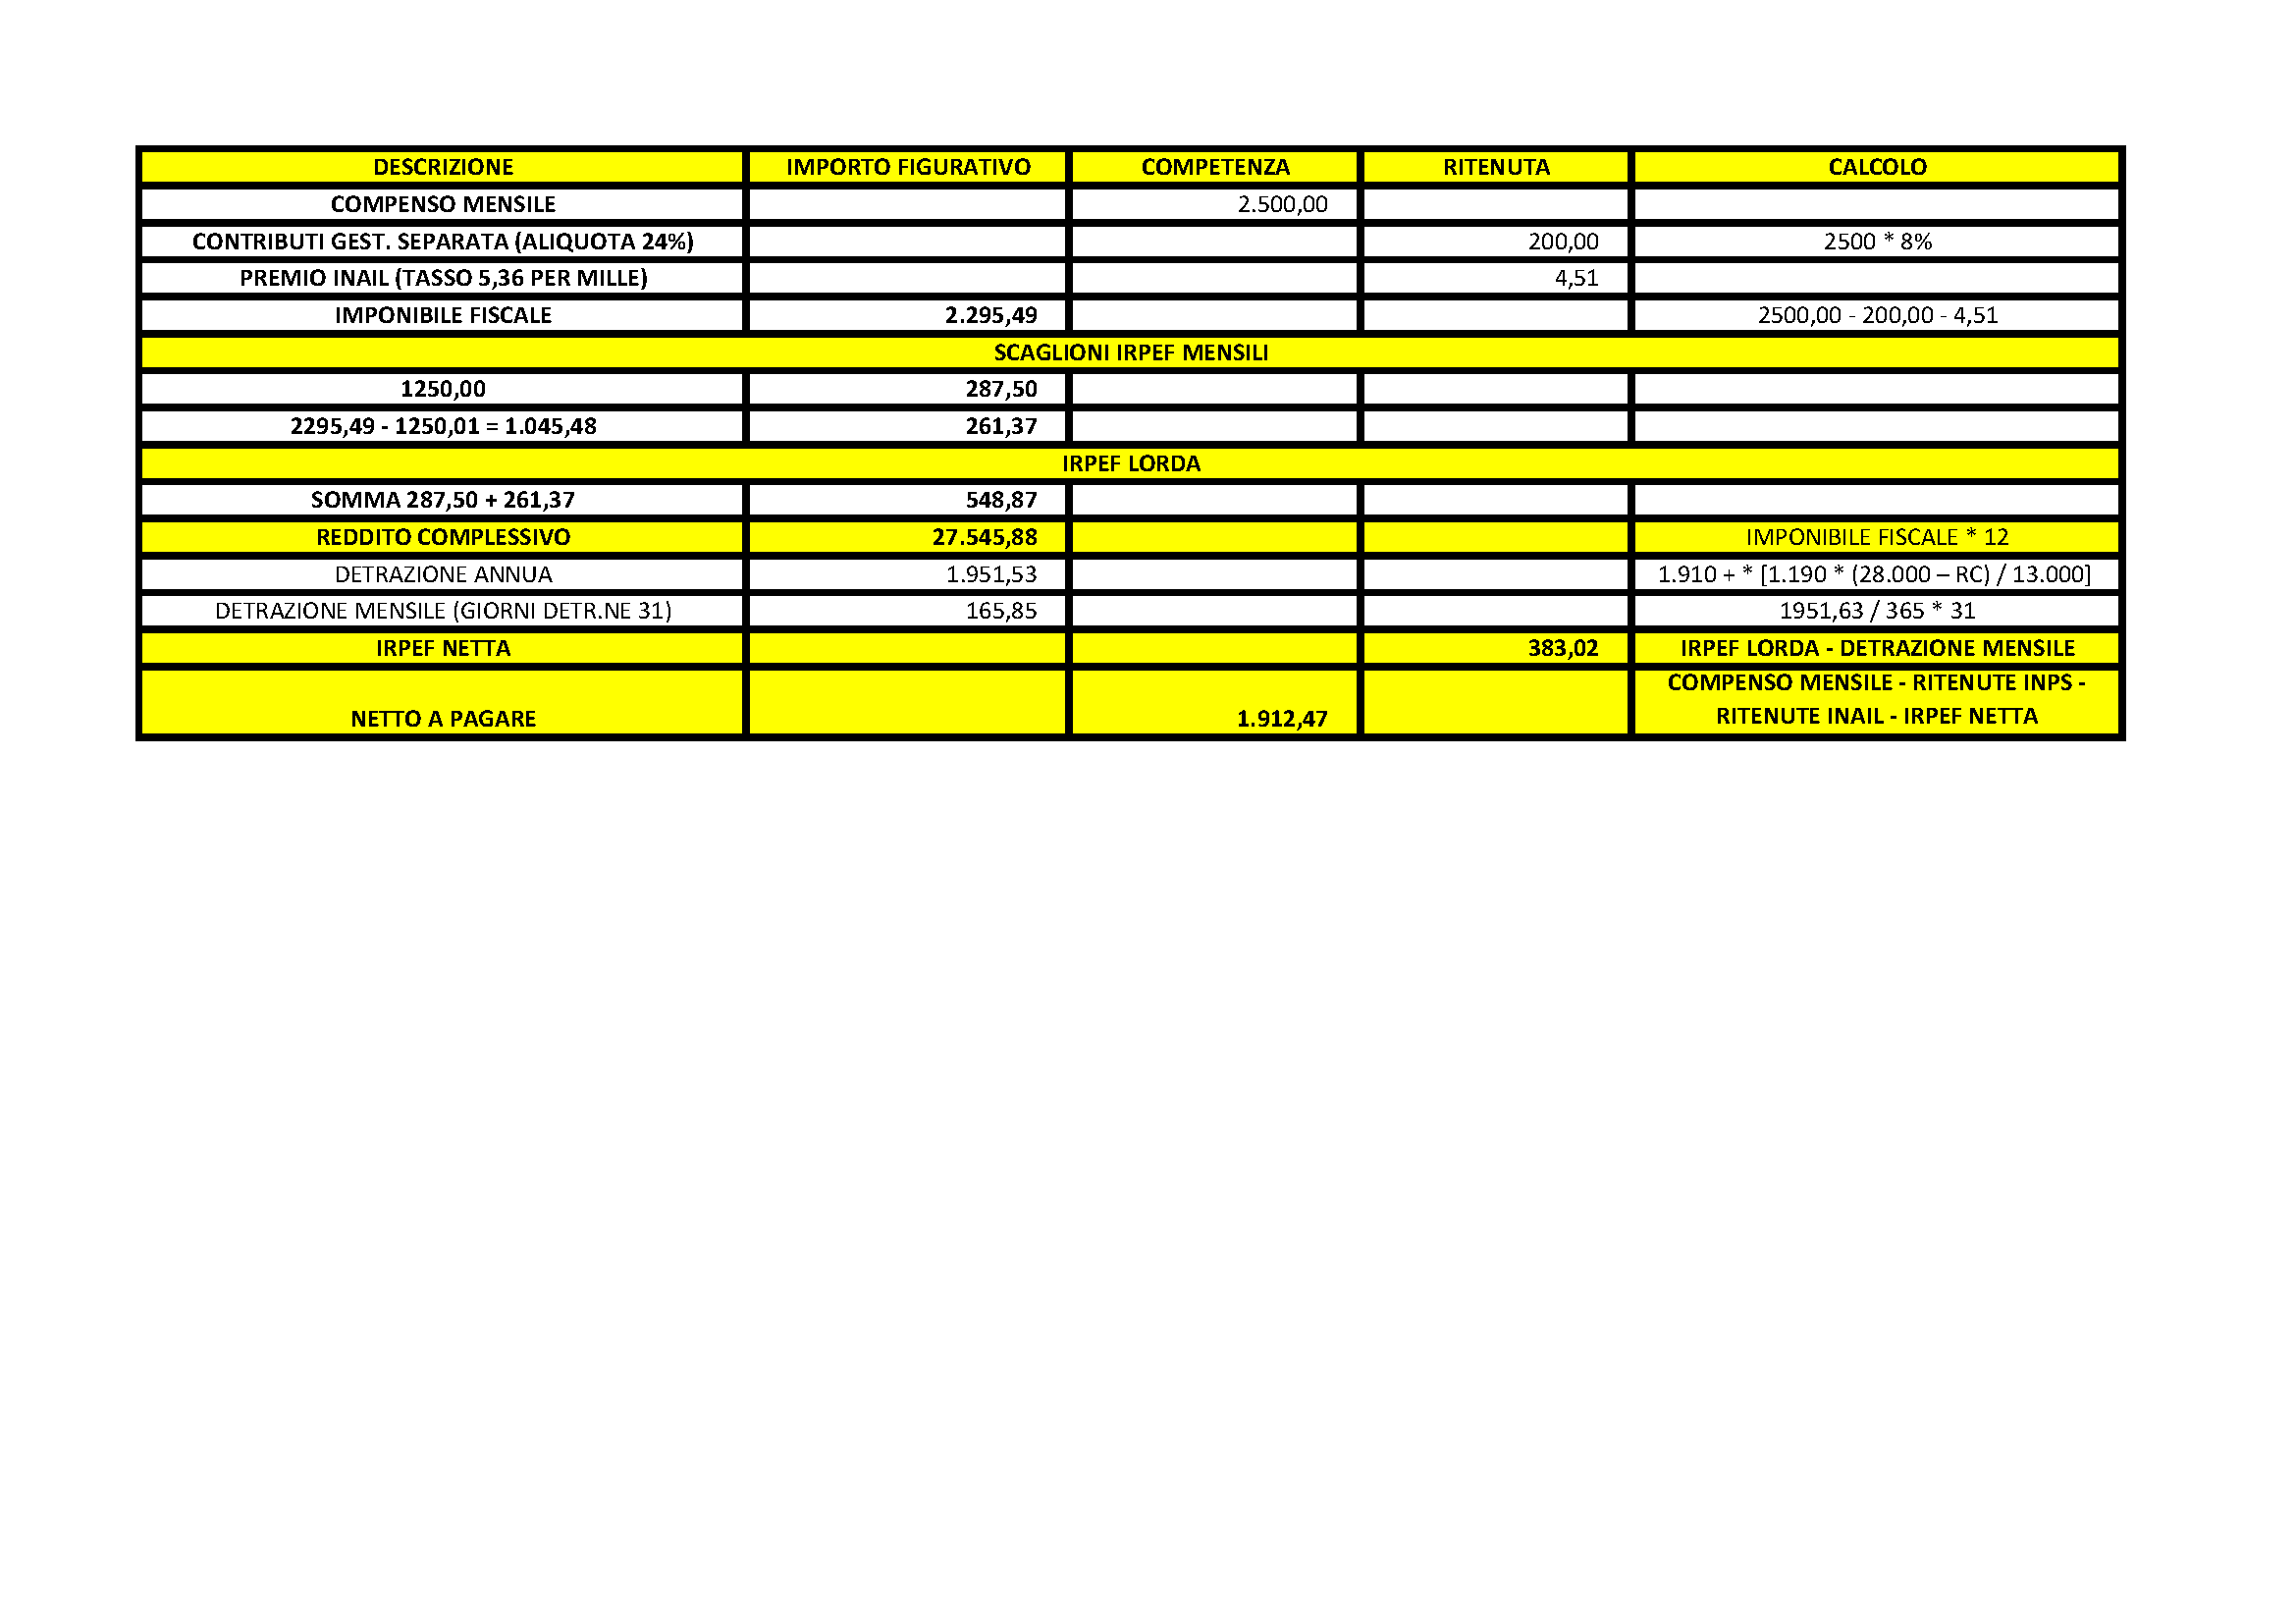 DESCRIZIONE IMPORTO FIGURATIVO COMPETENZA RITENUTA CALCOLO
COMPENSO MENSILE 2.500,00
CONTRIBUTI GEST. SEPARATA (ALIQUOTA 24%) 200,00 2500 * 8%
PREMIO INAIL (TASSO 5,36 PER MILLE) 4,51
IMPONIBILE FISCALE 2.295,49 2500,00 - 200,00 - 4,51
SCAGLIONI IRPEF MENSILI
1250,00 287,50
2295,49 - 1250,01 = 1.045,48 261,37
IRPEF LORDA
SOMMA 287,50 + 261,37 548,87
REDDITO COMPLESSIVO 27.545,88 IMPONIBILE FISCALE * 12
DETRAZIONE ANNUA 1.951,53 1.910 + * [1.190 * (28.000 – RC) / 13.000]
DETRAZIONE MENSILE (GIORNI DETR.NE 31) 165,85 1951,63 / 365 * 31
IRPEF NETTA 383,02 IRPEF LORDA - DETRAZIONE MENSILE
COMPENSO MENSILE - RITENUTE INPS -
NETTO A PAGARE 1.912,47 RITENUTE INAIL - IRPEF NETTA